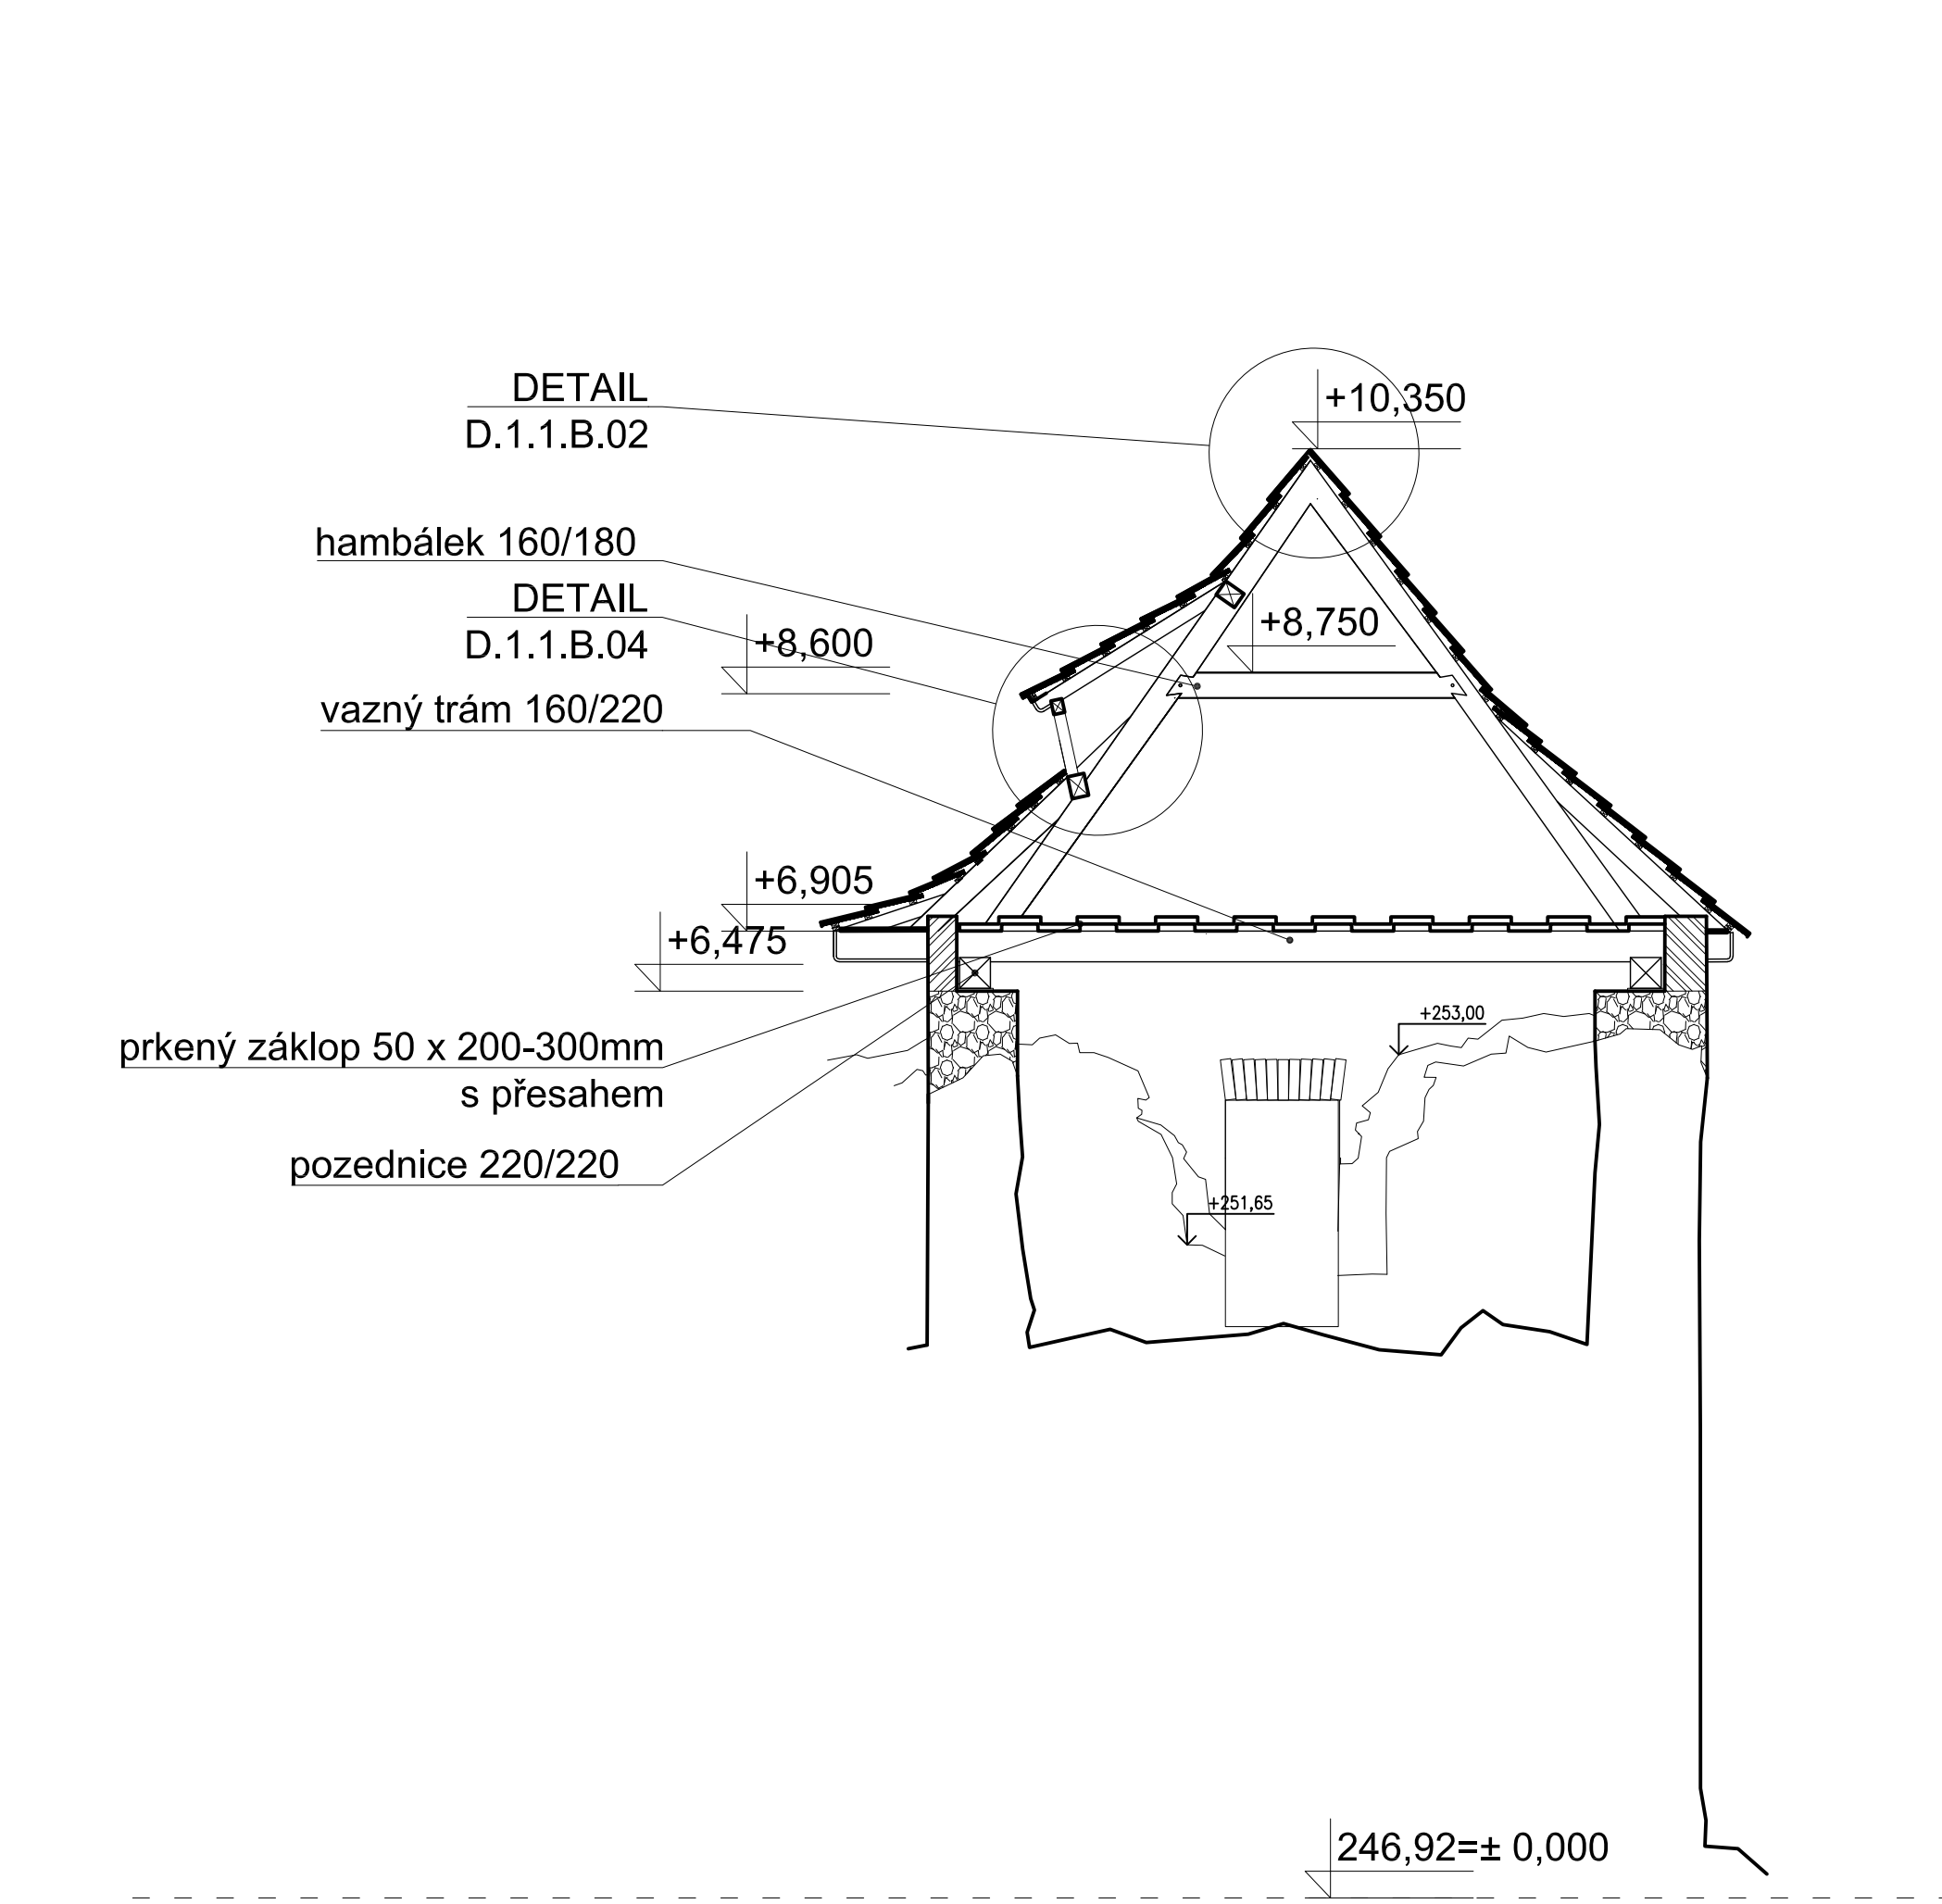 DETAIL
D.1.1.B.02
+10,350
hambálek 160/180
DETAIL
D.1.1.B.04
+8,600
+8,750
vazný trám 160/220
+6,905
+6,475
+253,00
prkený záklop 50 x 200-300mm
s přesahem
pozednice 220/220
+251,65
246,92=± 0,000